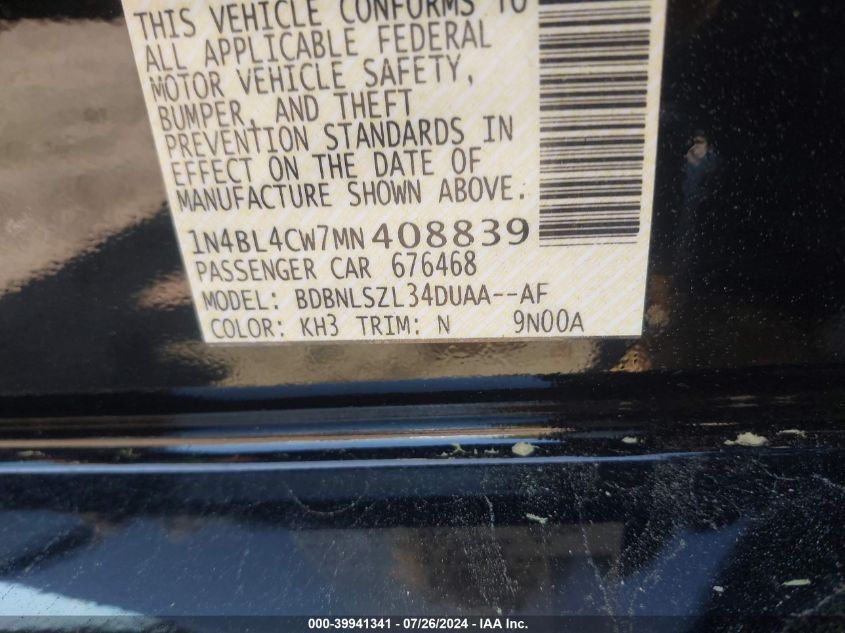 THIS VEHICLE CONFORMS TO
ALL APPLICABLE FEDERAL
MOTOR VEHICLE SAFETY,
BUMPER, AND THEFT
PREVENTION STANDARDS IN
EFFECT ON THE DATE OF
MANUFACTURE SHOWN ABOVE.
1N4BL4CW7MN408839
PASSENGER CAR 676468
MODEL: BDBNLSZL34DUAA--AF
COLOR: KH3 TRIM: N 9N00A
000-39941341 - 07/26/2024 - IAA Inc.